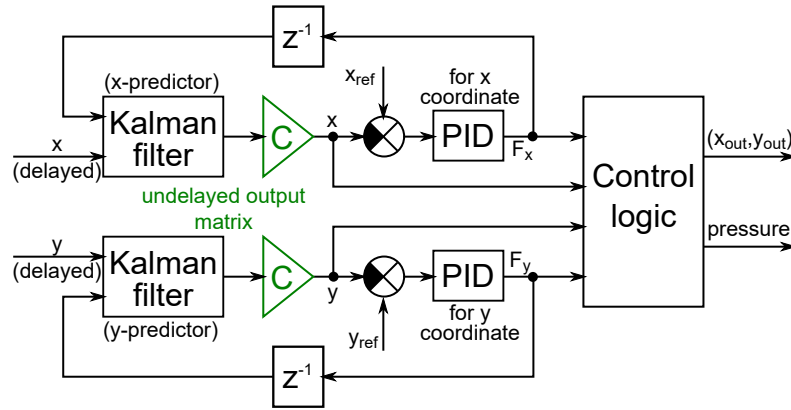 z⁻¹
(x-predictor)
x_ref
for x
coordinate
Kalman
filter
x
(delayed)
C
x
PID
F_x
(x_out,y_out)
undelayed output
matrix
Control
logic
pressure
y
(delayed)
Kalman
filter
C
y
PID
F_y
(y-predictor)
y_ref
for y
coordinate
z⁻¹